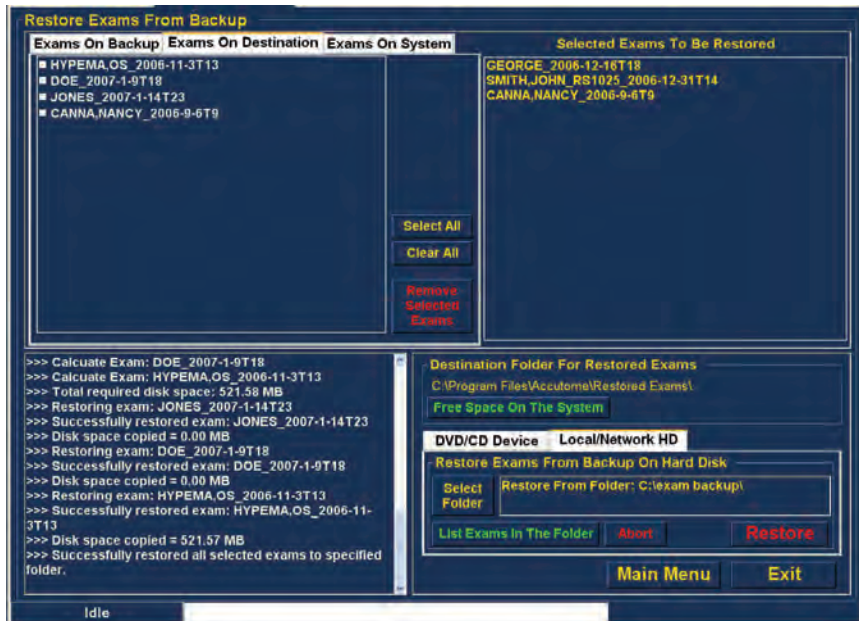 Restore Exams From Backup
Exams On Backup Exams On Destination Exams On System
HYPEMA,OS_2006-11-3T13
DOE_2007-1-9T18
JONES_2007-1-14T23
CANNA,NANCY_2006-9-6T9
Select All
Clear All
Remove
Selected
Exams
Selected Exams To Be Restored
GEORGE_2006-12-16T18
SMITH,JOHN_RS1025_2006-12-31T14
CANNA,NANCY_2006-9-6T9
>>> Calcuate Exam: DOE_2007-1-9T18
>>> Calcuate Exam: HYPEMA,OS_2006-11-3T13
>>> Total required disk space: 521.58 MB
>>> Restoring exam: JONES_2007-1-14T23
>>> Successfully restored exam: JONES_2007-1-14T23
>>> Disk space copied = 0.00 MB
>>> Restoring exam: DOE_2007-1-9T18
>>> Successfully restored exam: DOE_2007-1-9T18
>>> Disk space copied = 0.00 MB
>>> Restoring exam: HYPEMA,OS_2006-11-3T13
>>> Successfully restored exam: HYPEMA,OS_2006-11-
3T13
>>> Disk space copied = 521.57 MB
>>> Successfully restored all selected exams to specified
folder.
Destination Folder For Restored Exams
C:\Program Files\Accutome\Restored Exams\
Free Space On The System
DVD/CD Device Local/Network HD
Restore Exams From Backup On Hard Disk
Select
Folder
Restore From Folder: C:\exam backup\
List Exams In The Folder Abort Restore
Main Menu Exit
Idle